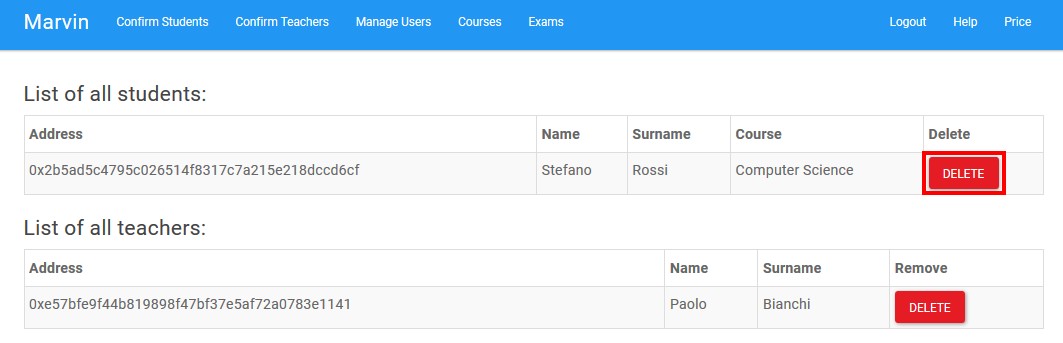 Marvin Confirm Students Confirm Teachers Manage Users Courses Exams Logout Help Price
List of all students:
Address Name Surname Course Delete
0x2b5ad5c4795c026514f8317c7a215e218dccd6cf Stefano Rossi Computer Science DELETE
List of all teachers:
Address Name Surname Remove
0xe57bfe9f44b819898f47bf37e5af72a0783e1141 Paolo Bianchi DELETE